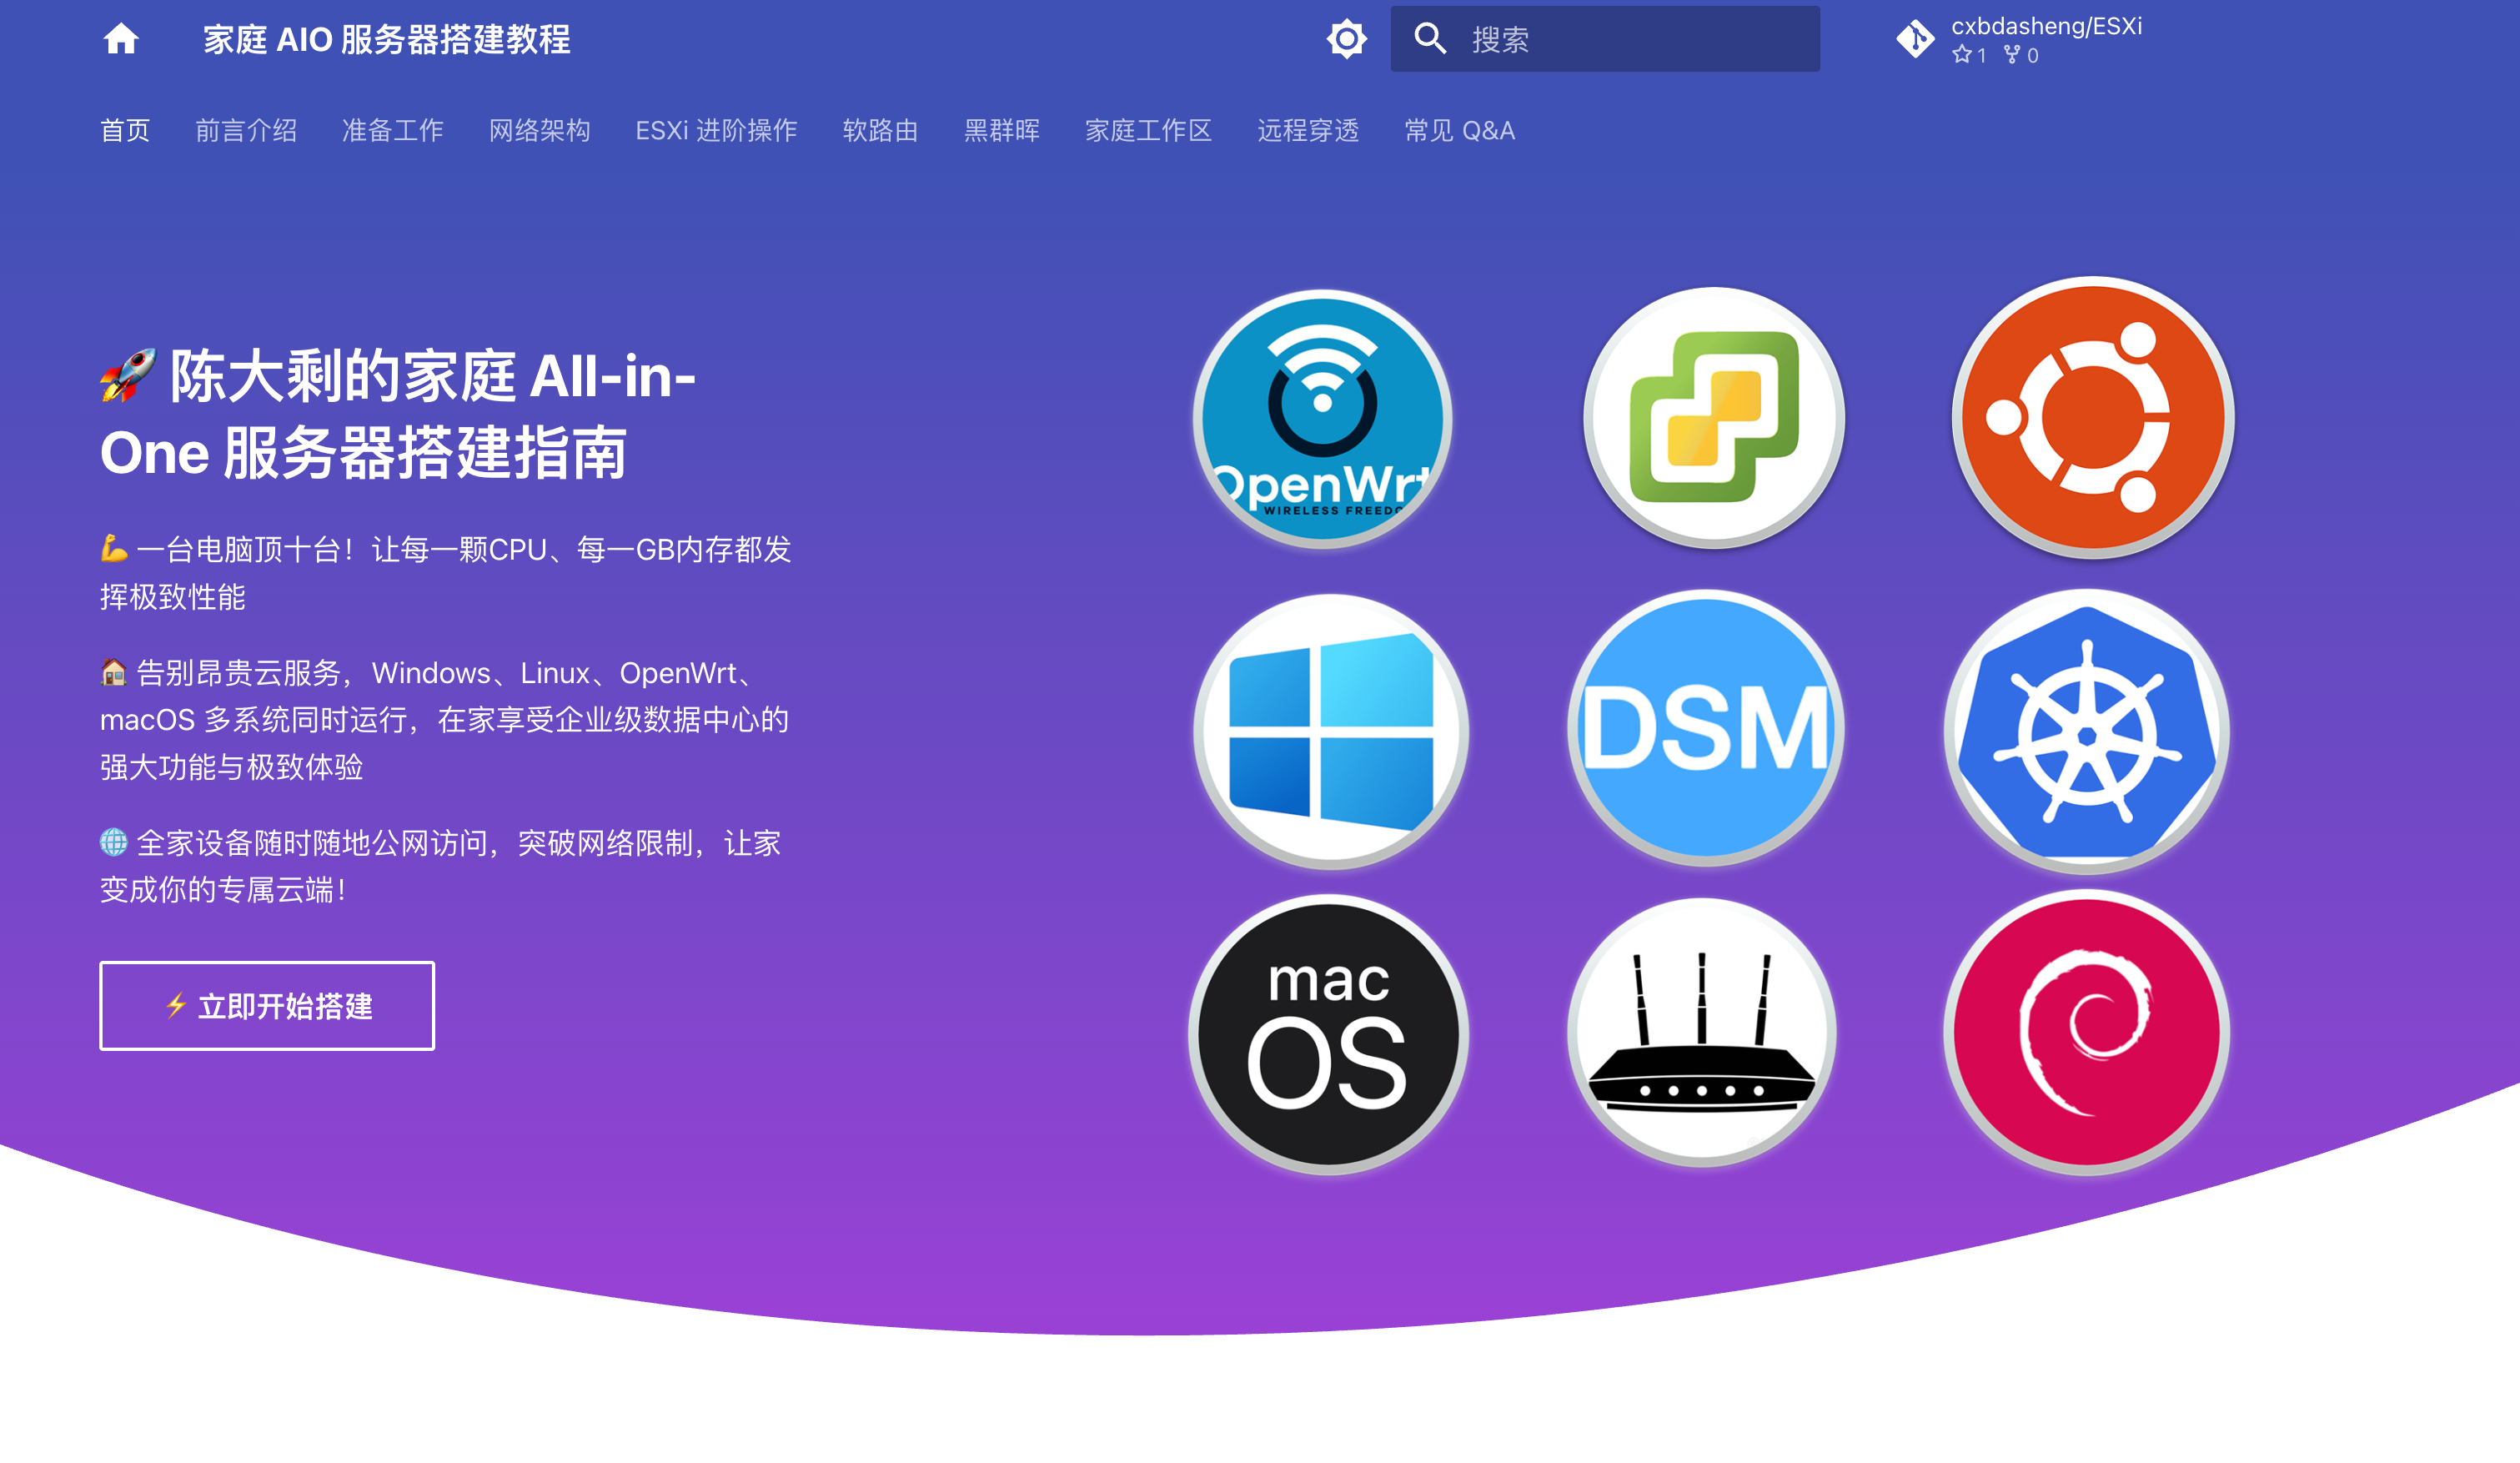 家庭 AIO 服务器搭建教程
搜索
cxbdasheng/ESXi
1 0
首页 前言介绍 准备工作 网络架构 ESXi 进阶操作 软路由 黑群晖 家庭工作区 远程穿透 常见 Q&A
🚀 陈大剩的家庭 All-in-
One 服务器搭建指南
💪 一台电脑顶十台！让每一颗CPU、每一GB内存都发
挥极致性能
🏠 告别昂贵云服务，Windows、Linux、OpenWrt、
macOS 多系统同时运行，在家享受企业级数据中心的
强大功能与极致体验
🌐 全家设备随时随地公网访问，突破网络限制，让家
变成你的专属云端！
⚡ 立即开始搭建
OpenWrt
WIRELESS FREEDO
DSM
mac
OS